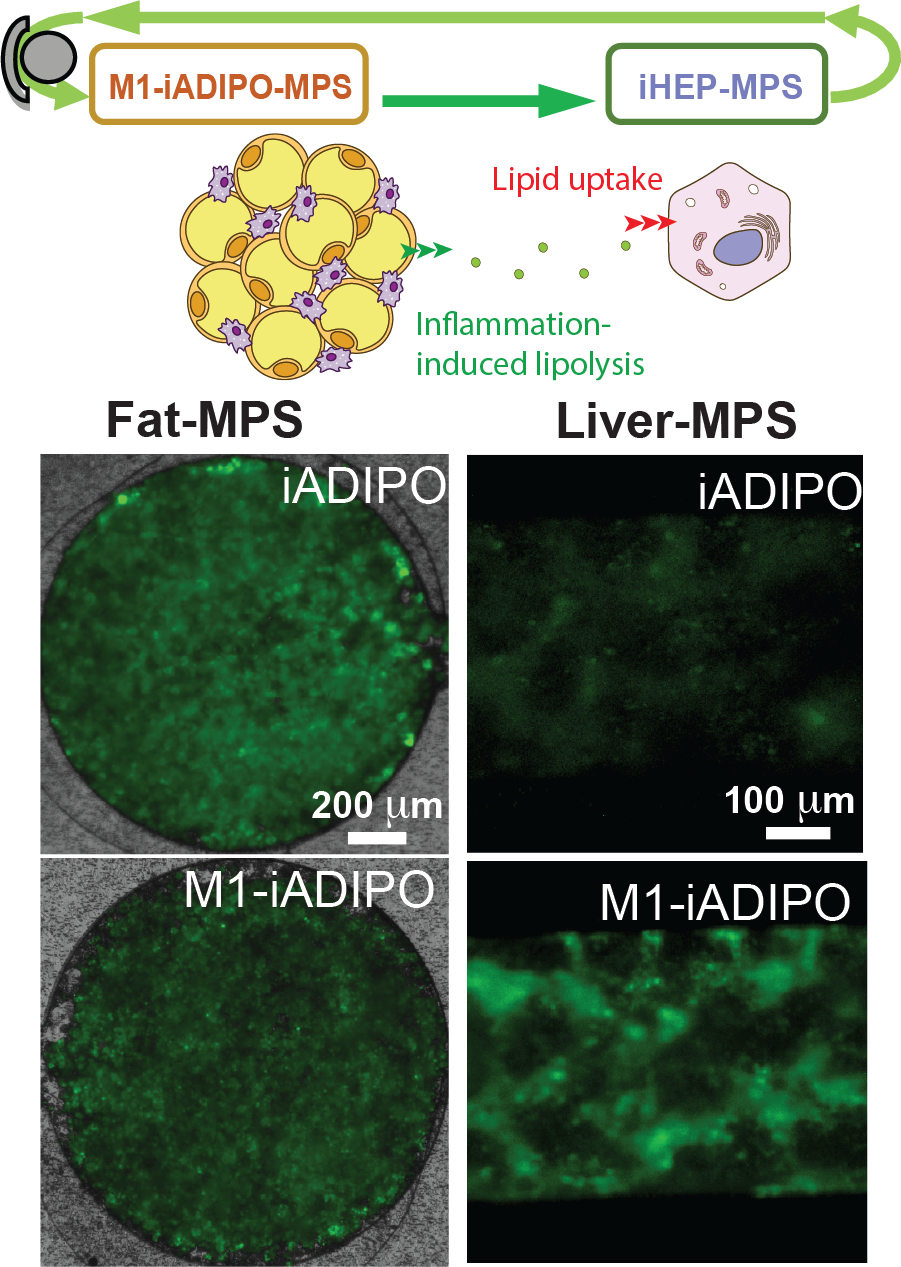 M1-iADIPO-MPS
iHEP-MPS
Lipid uptake
Inflammation-
induced lipolysis
Fat-MPS
Liver-MPS
iADIPO
iADIPO
200 μm
100 μm
M1-iADIPO
M1-iADIPO